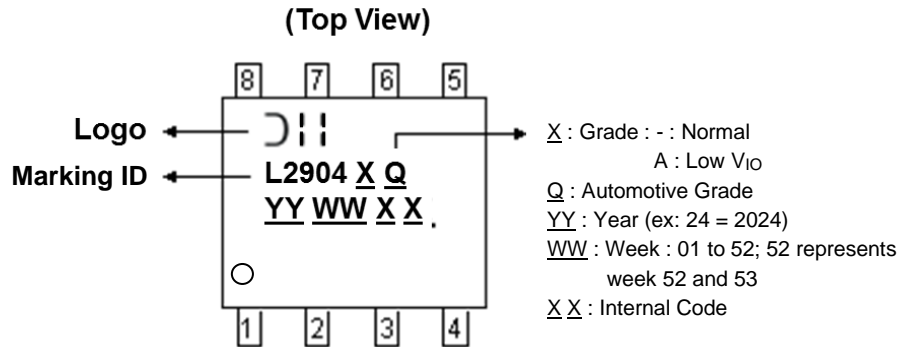 (Top View)
8 7 6 5
Logo
Marking ID
L2904 X Q
YY WW X X .
1 2 3 4
X : Grade : - : Normal
A : Low VIO
Q : Automotive Grade
YY : Year (ex: 24 = 2024)
WW : Week : 01 to 52; 52 represents
week 52 and 53
X X : Internal Code